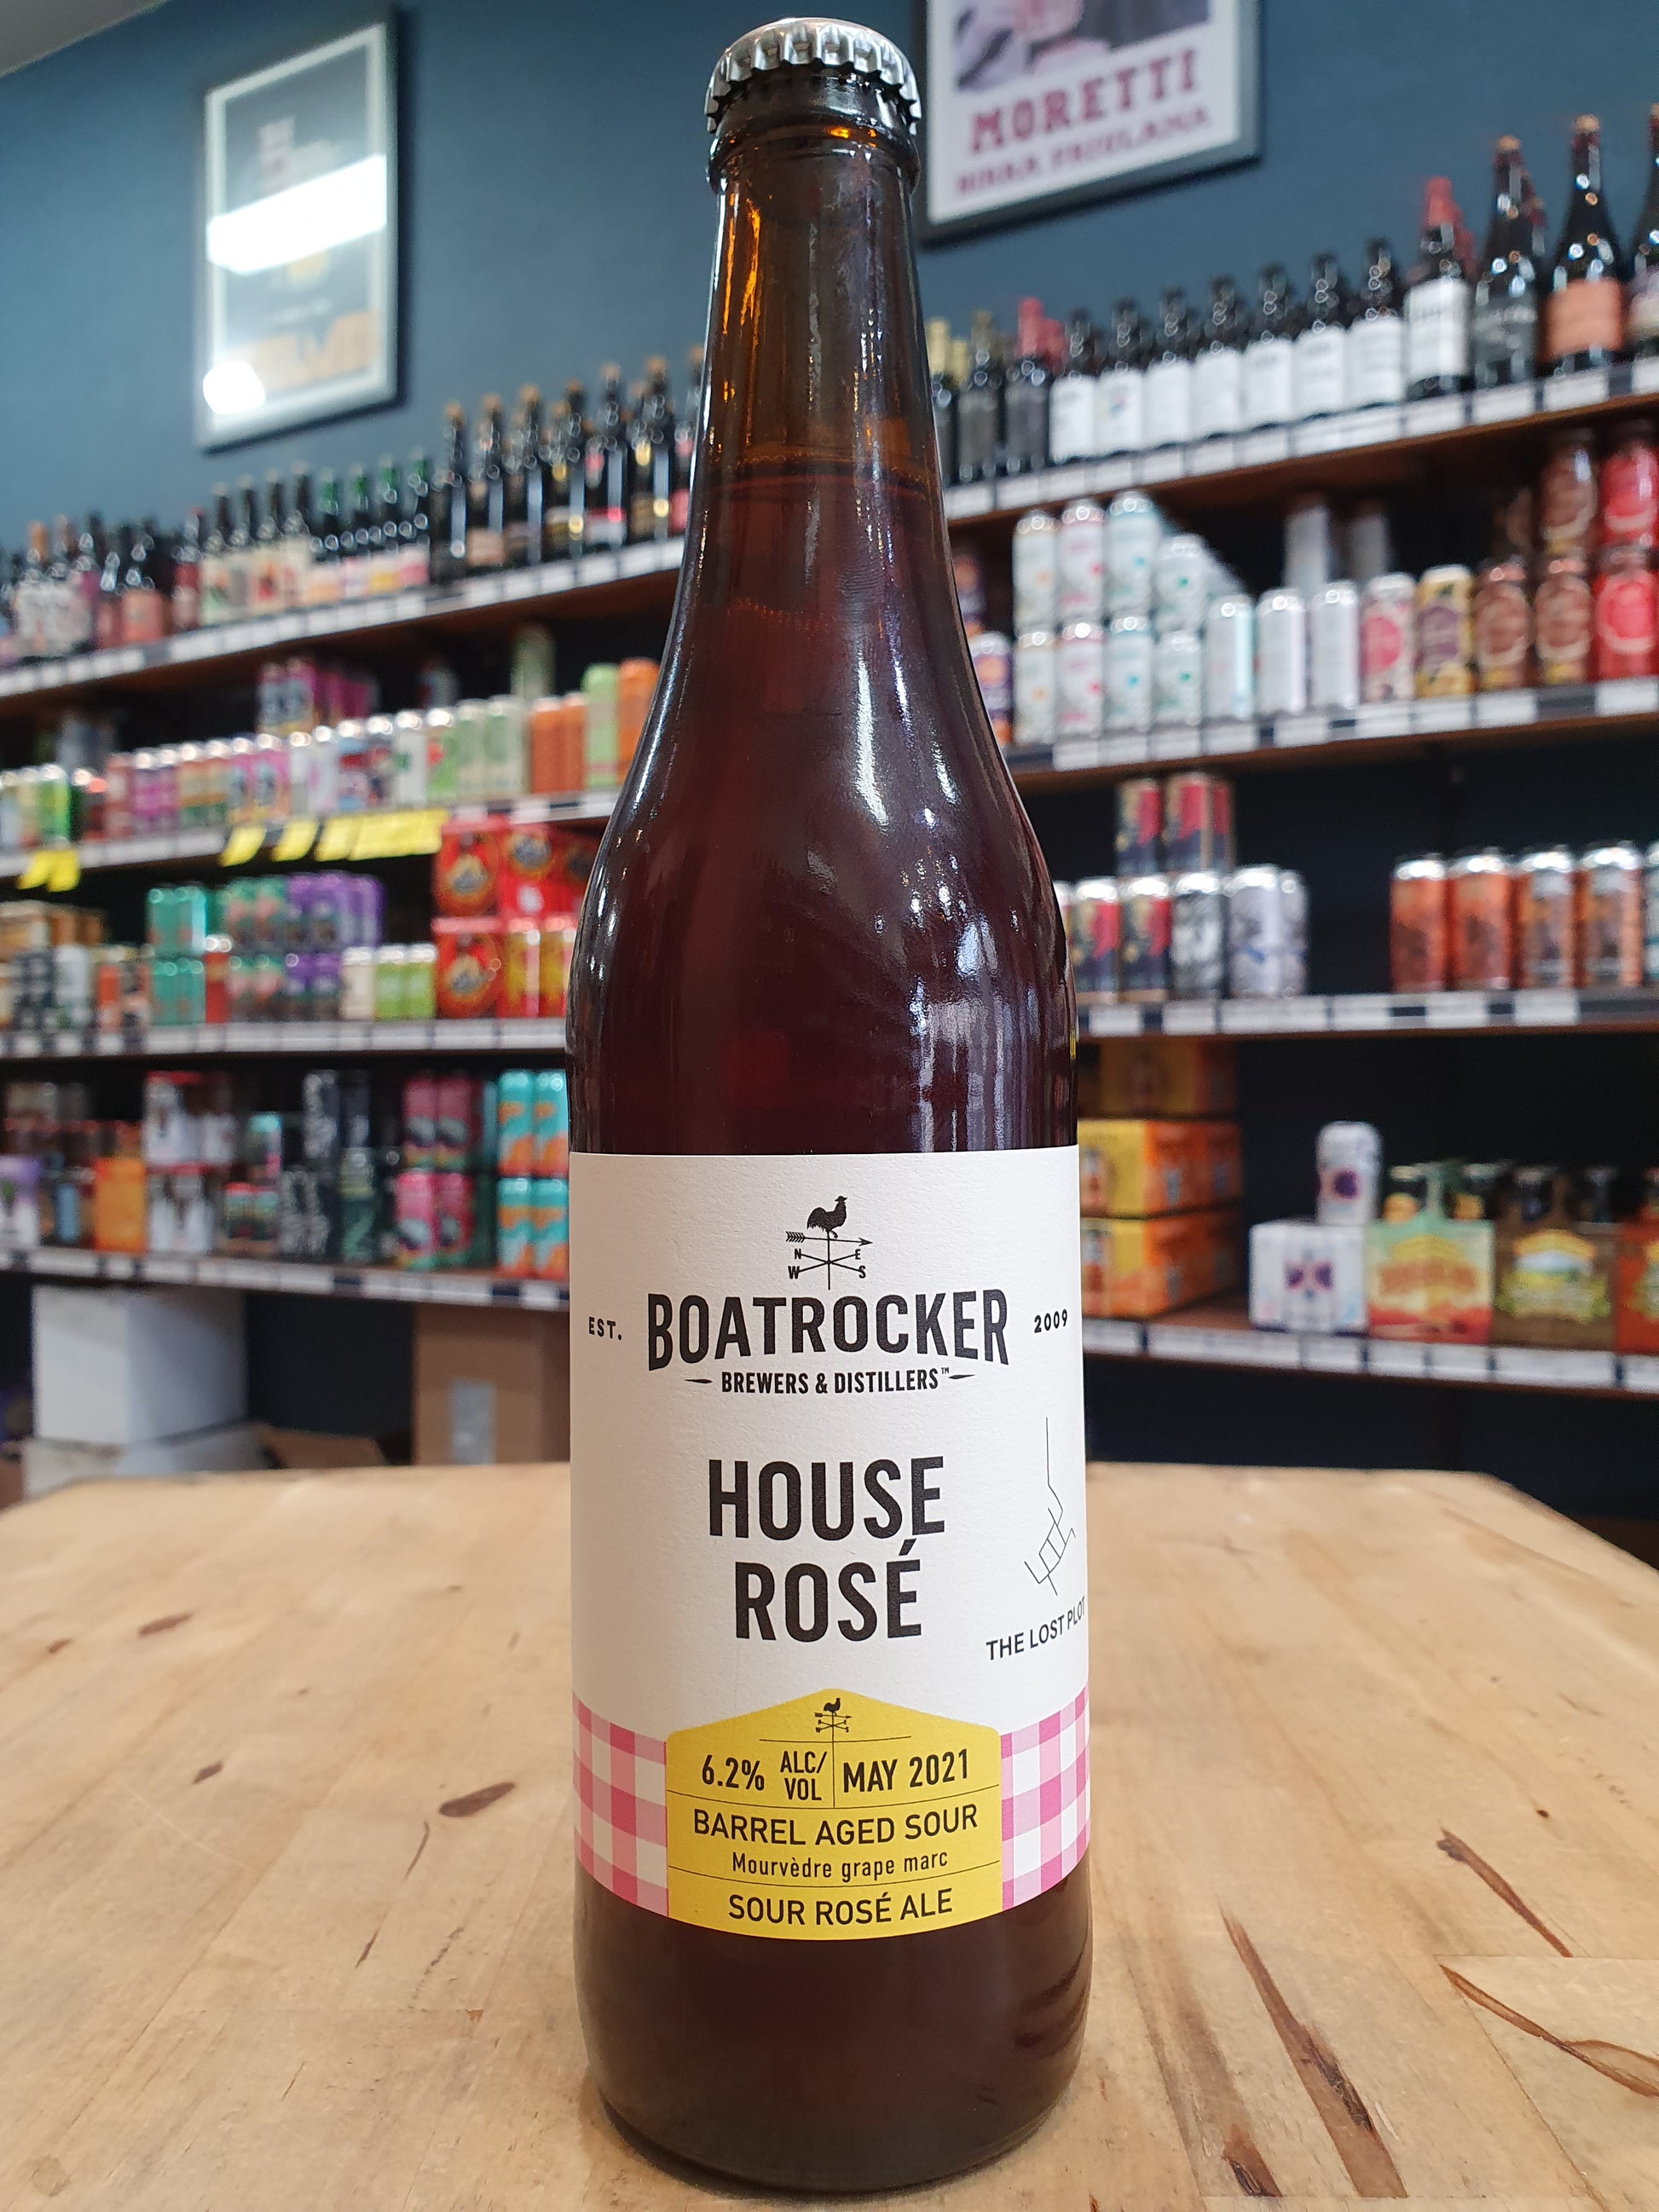 MORETTI
BIRRA FRIULANA
N E
W S
EST. BOATROCKER 2009
BREWERS & DISTILLERS™
HOUSE
ROSÉ
THE LOST PLOT
6.2% ALC/VOL MAY 2021
BARREL AGED SOUR
Mourvèdre grape marc
SOUR ROSÉ ALE